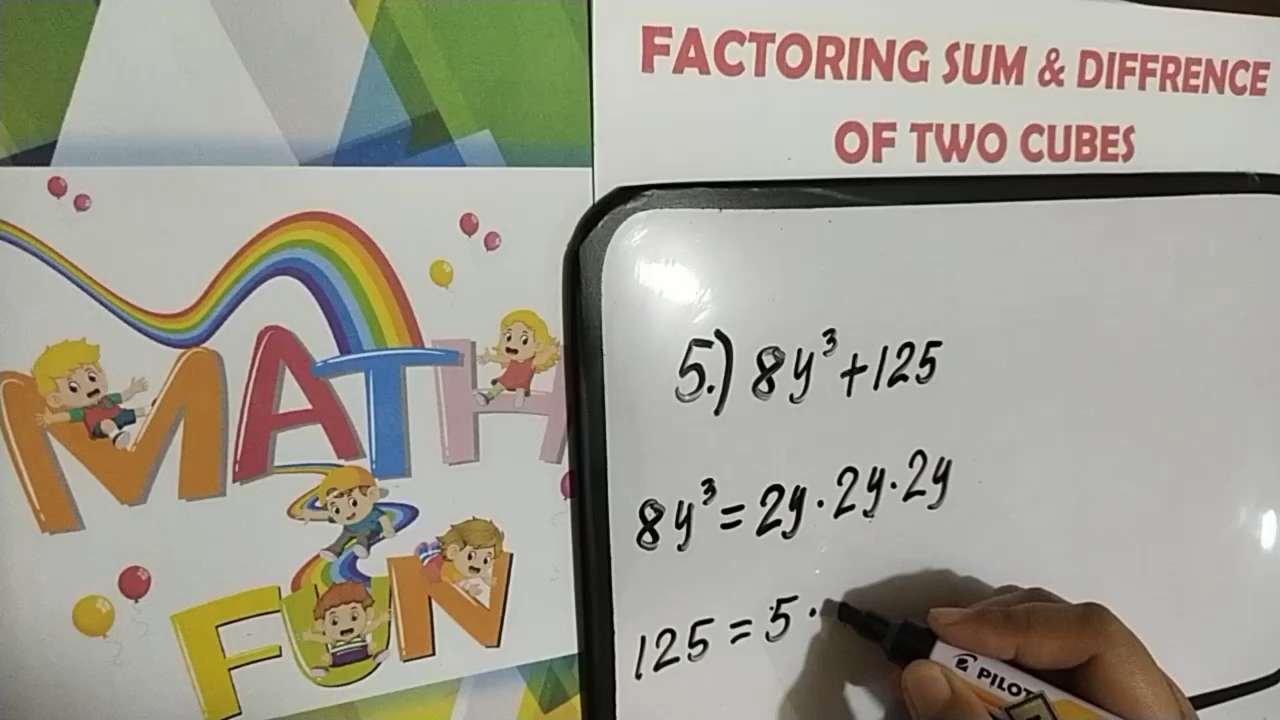 FACTORING SUM & DIFFRENCE
OF TWO CUBES
MATH
FUN
5.) 8y³+125
8y³=2y·2y·2y
125=5·
PILOT